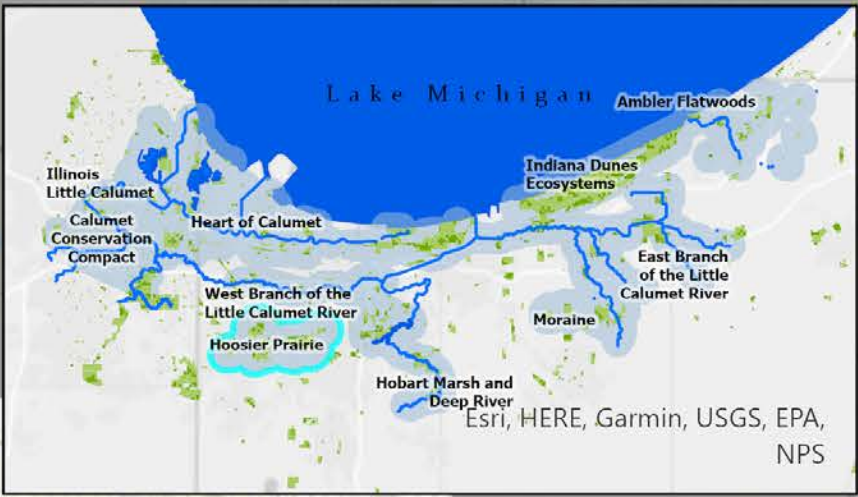 Lake Michigan
Ambler Flatwoods
Indiana Dunes
Ecosystems
Illinois
Little Calumet
Calumet
Conservation
Compact
Heart of Calumet
East Branch
of the Little
Calumet River
West Branch of the
Little Calumet River
Moraine
Hoosier Prairie
Hobart Marsh and
Deep River
Esri, HERE, Garmin, USGS, EPA,
NPS